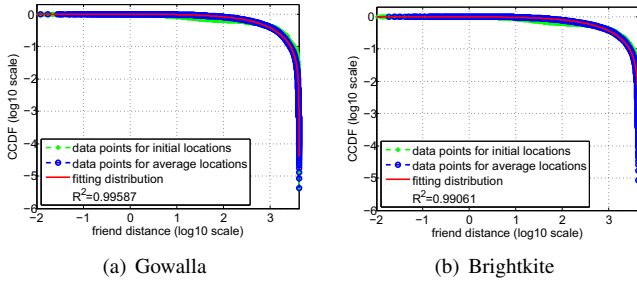 0
−1
−2
−3
−4
−5
−6
CCDF (log10 scale)
data points for initial locations
data points for average locations
fitting distribution
R²=0.99587
−2 −1 0 1 2 3 4
friend distance (log10 scale)
(a) Gowalla
0
−1
−2
−3
−4
−5
−6
CCDF (log10 scale)
data points for initial locations
data points for average locations
fitting distribution
R²=0.99061
−2 −1 0 1 2 3
friend distance (log10 scale)
(b) Brightkite